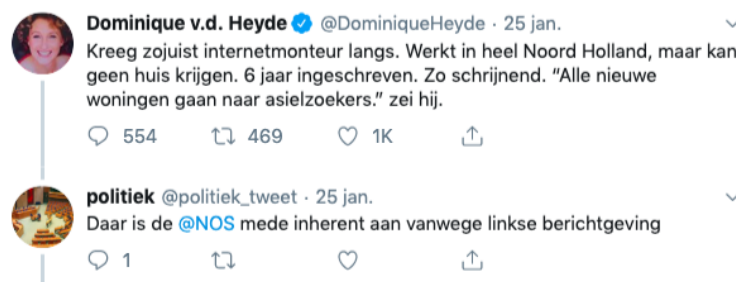 Dominique v.d. Heyde @DominiqueHeyde · 25 jan.
Kreeg zojuist internetmonteur langs. Werkt in heel Noord Holland, maar kan
geen huis krijgen. 6 jaar ingeschreven. Zo schrijnend. “Alle nieuwe
woningen gaan naar asielzoekers.” zei hij.
554 469 1K
politiek @politiek_tweet · 25 jan.
Daar is de @NOS mede inherent aan vanwege linkse berichtgeving
1